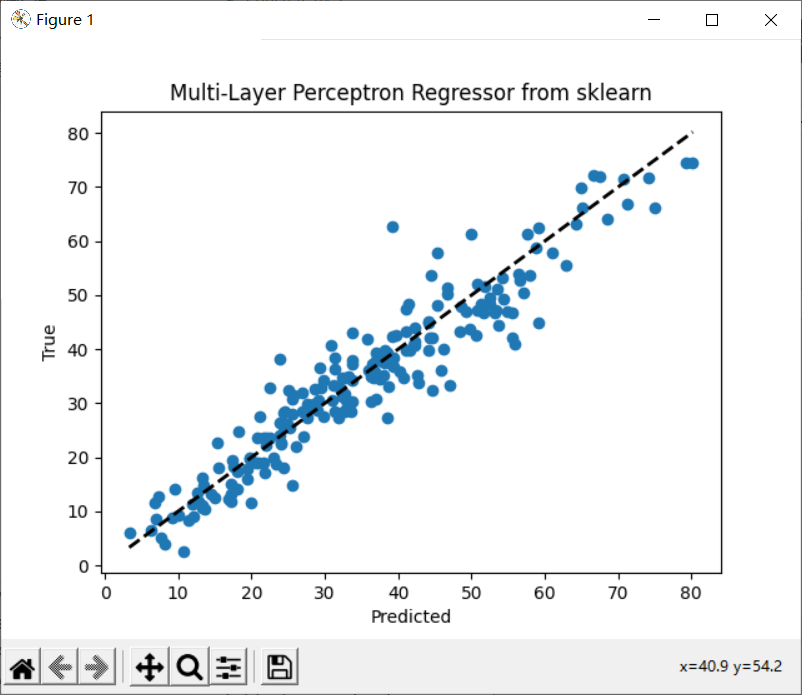 Figure 1
Multi-Layer Perceptron Regressor from sklearn
80
70
60
50
40
30
20
10
0
True
0 10 20 30 40 50 60 70 80
Predicted
x=40.9 y=54.2